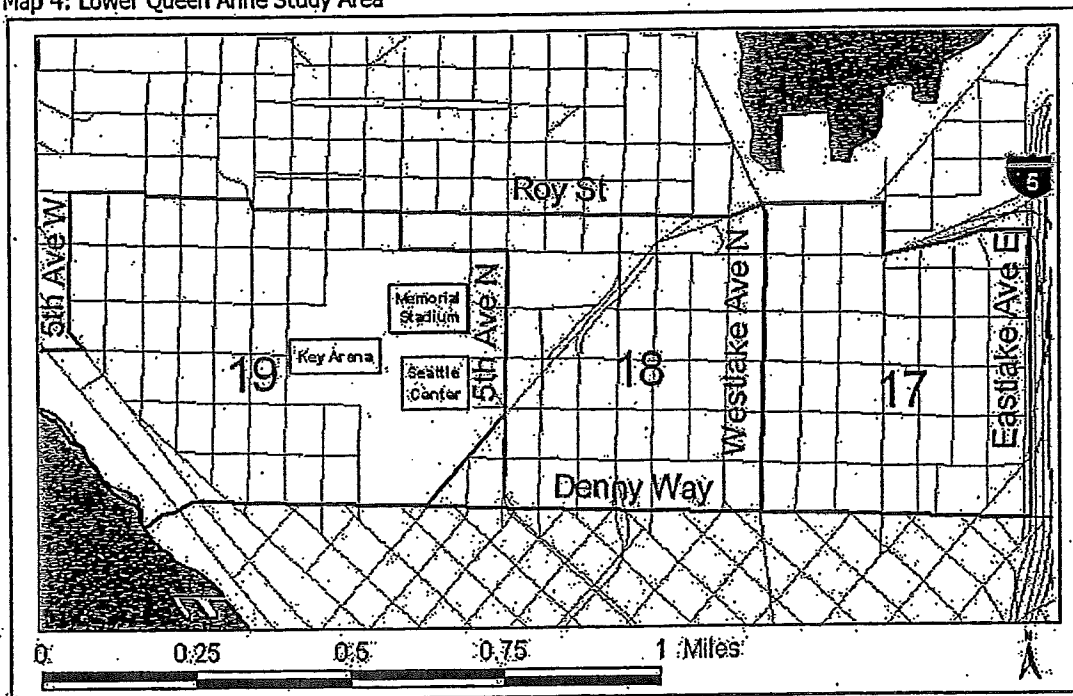 Map 4: Lower Queen Anne Study Area
Roy St
5
5th Ave W
Memorial
Stadium
5th Ave N
Westlake Ave N
Eastlake Ave E
Key Arena
Seattle
Center
19
18
17
Denny Way
0 0.25 0.5 0.75 1 Miles